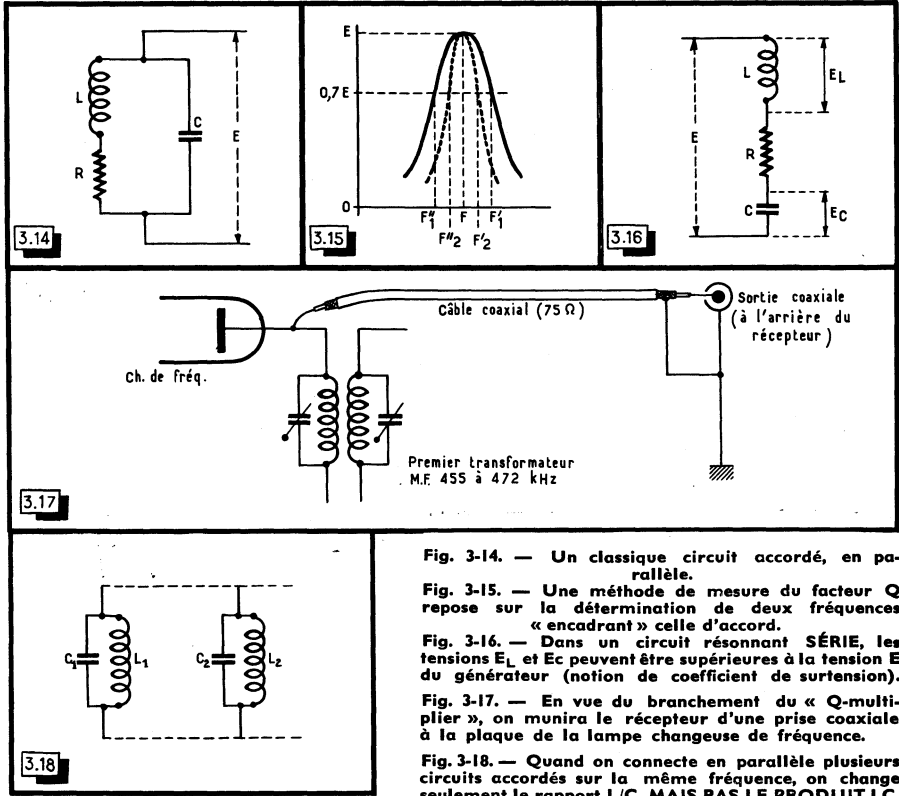 L
R
C
E
3.14
E
0,7E
0
F"1 F F'1
F"2 F'2
3.15
E
L
EL
R
C
EC
3.16
Câble coaxial (75 Ω)
Sortie coaxiale
(à l'arrière du
récepteur)
Ch. de fréq.
Premier transformateur
M.F. 455 à 472 kHz
3.17
C1 L1 C2 L2
3.18
Fig. 3-14. — Un classique circuit accordé, en pa-
rallèle.
Fig. 3-15. — Une méthode de mesure du facteur Q
repose sur la détermination de deux fréquences
« encadrant » celle d'accord.
Fig. 3-16. — Dans un circuit résonnant SÉRIE, les
tensions EL et Ec peuvent être supérieures à la tension E
du générateur (notion de coefficient de surtension).
Fig. 3-17. — En vue du branchement du « Q-multi-
plier », on munira le récepteur d'une prise coaxiale
à la plaque de la lampe changeuse de fréquence.
Fig. 3-18. — Quand on connecte en parallèle plusieurs
circuits accordés sur la même fréquence, on change
seulement le rapport L/C, MAIS PAS LE PRODUIT LC.